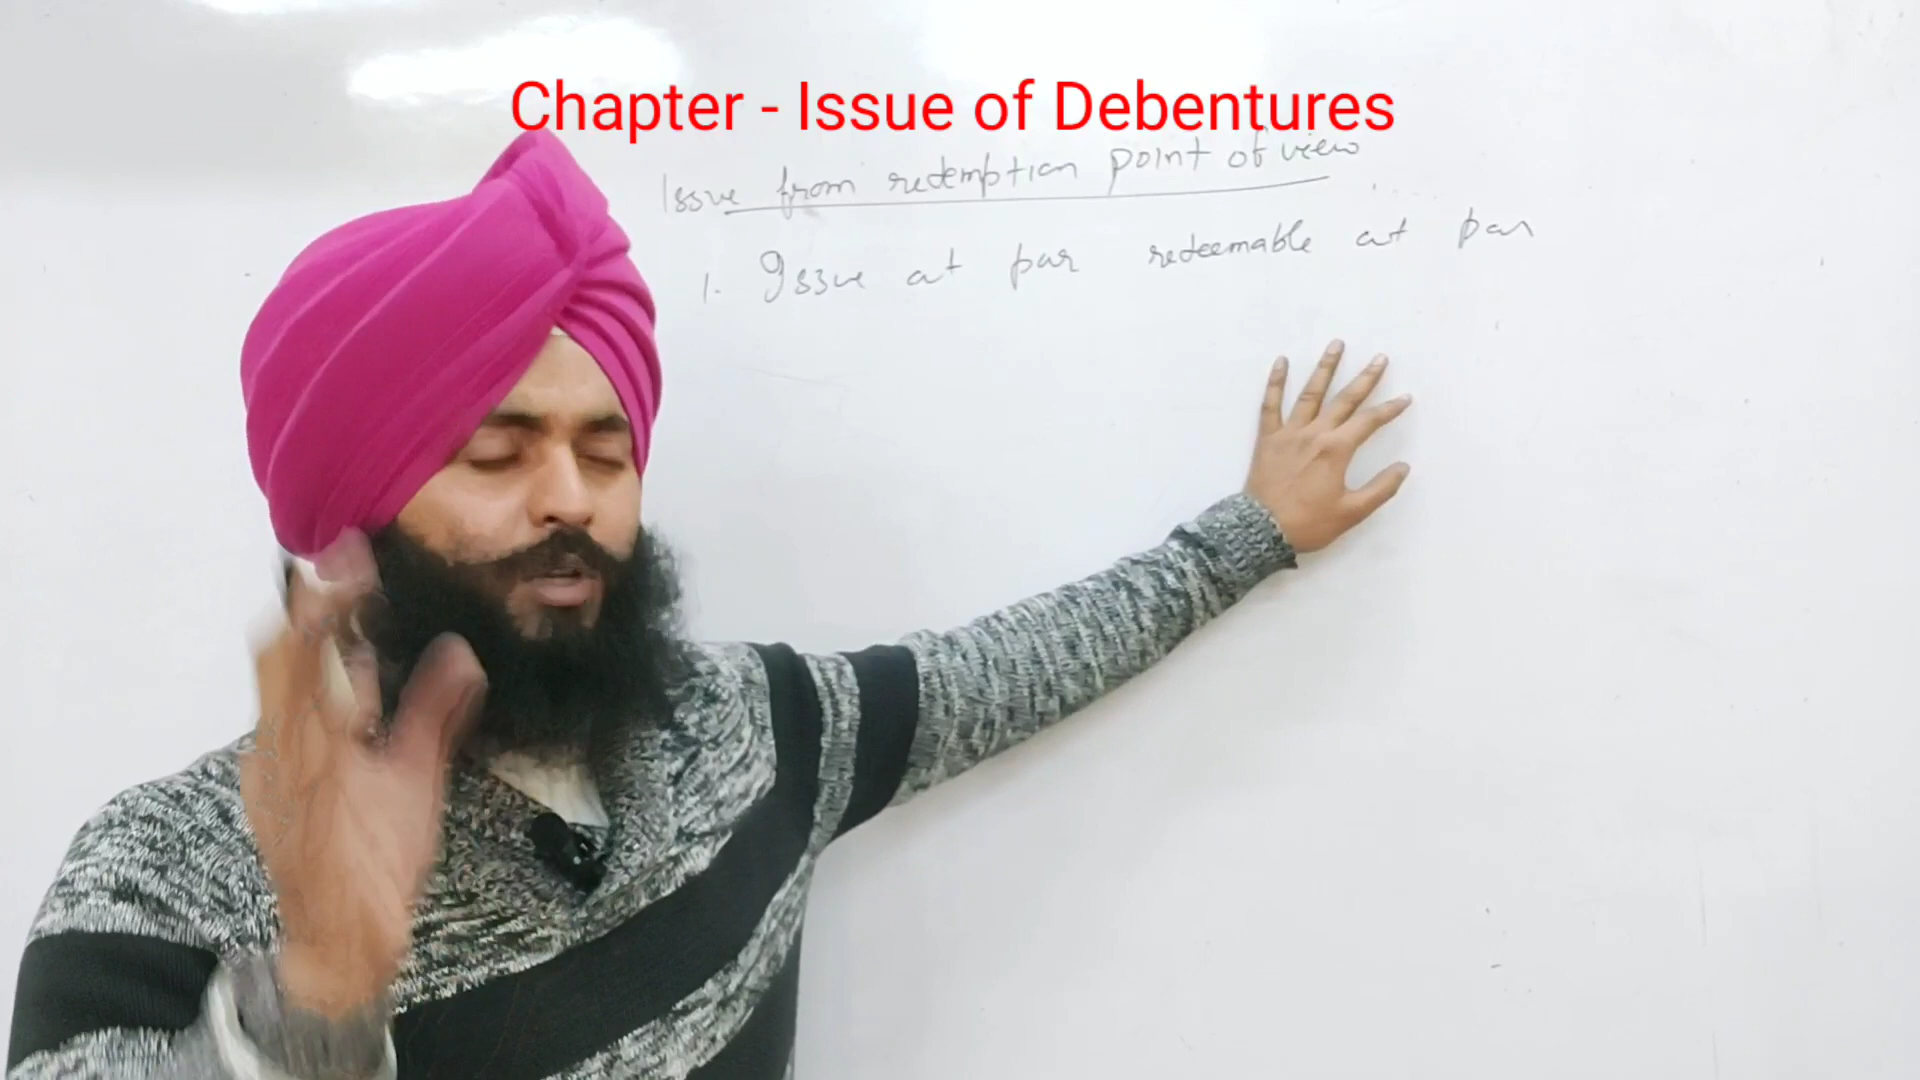 Chapter - Issue of Debentures
Issue from redemption point of view
1. Issue at par redeemable at par